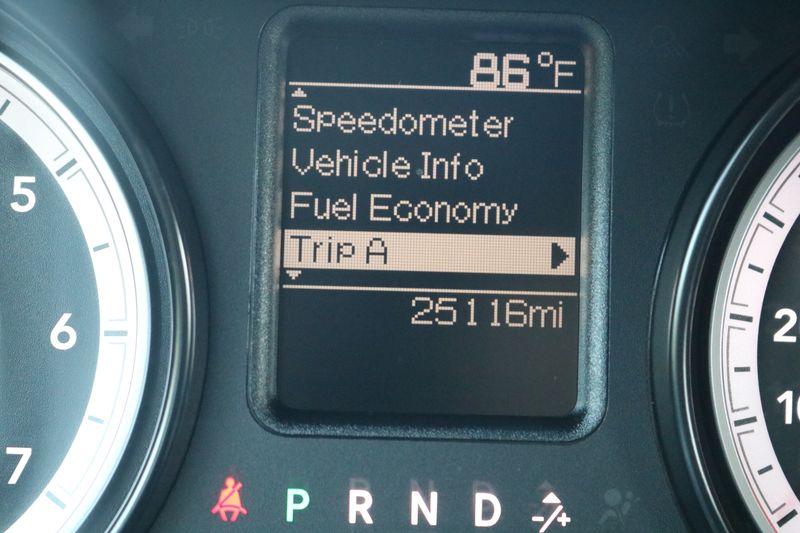 86°F
Speedometer
Vehicle Info
Fuel Economy
Trip A
25116mi
5
6
7
2
P R N D -/+